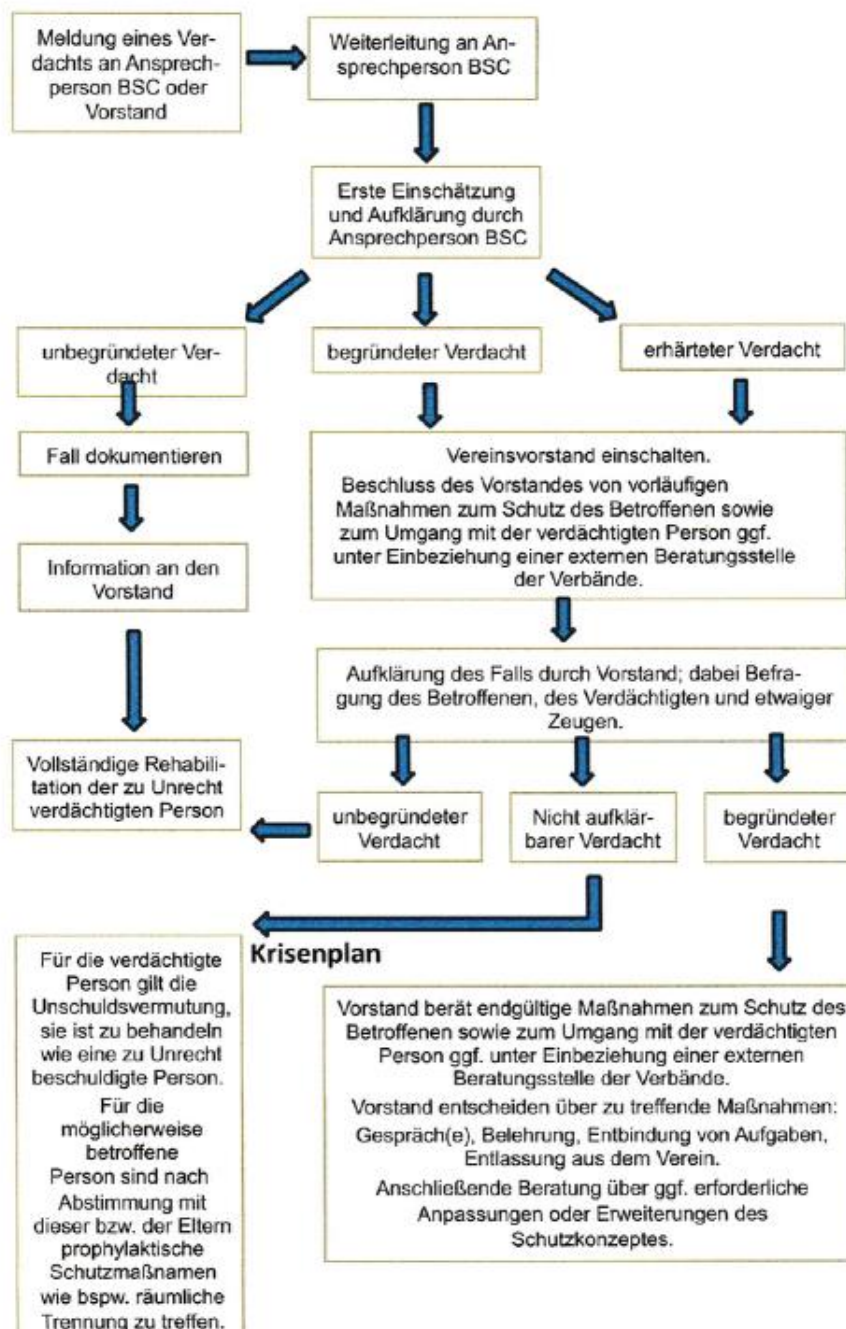 Meldung eines Ver-
dachts an Ansprech-
person BSC oder
Vorstand
Weiterleitung an An-
sprechperson BSC
Erste Einschätzung
und Aufklärung durch
Ansprechperson BSC
unbegründeter Ver-
dacht
begründeter Verdacht
erhärteter Verdacht
Fall dokumentieren
Information an den
Vorstand
Vereinsvorstand einschalten.
Beschluss des Vorstandes von vorläufigen
Maßnahmen zum Schutz des Betroffenen sowie
zum Umgang mit der verdächtigten Person ggf.
unter Einbeziehung einer externen Beratungsstelle
der Verbände.
Aufklärung des Falls durch Vorstand; dabei Befra-
gung des Betroffenen, des Verdächtigten und etwaiger
Zeugen.
Vollständige Rehabili-
tation der zu Unrecht
verdächtigten Person
unbegründeter
Verdacht
Nicht aufklär-
barer Verdacht
begründeter
Verdacht
Krisenplan
Für die verdächtigte
Person gilt die
Unschuldsvermutung,
sie ist zu behandeln
wie eine zu Unrecht
beschuldigte Person.
Für die
möglicherweise
betroffene
Person sind nach
Abstimmung mit
dieser bzw. der Eltern
prophylaktische
Schutzmaßnamen
wie bspw. räumliche
Trennung zu treffen.
Vorstand berät endgültige Maßnahmen zum Schutz des
Betroffenen sowie zum Umgang mit der verdächtigten
Person ggf. unter Einbeziehung einer externen
Beratungsstelle der Verbände.
Vorstand entscheiden über zu treffende Maßnahmen:
Gespräch(e), Belehrung, Entbindung von Aufgaben,
Entlassung aus dem Verein.
Anschließende Beratung über ggf. erforderliche
Anpassungen oder Erweiterungen des
Schutzkonzeptes.